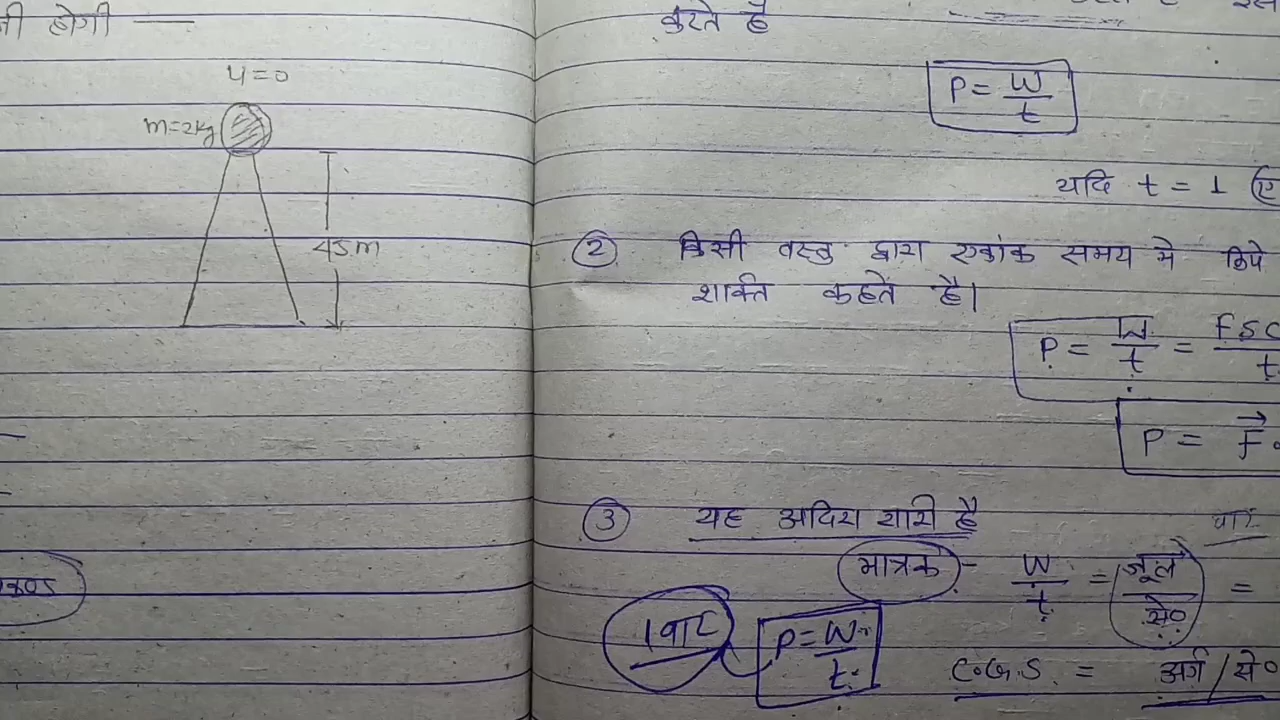 होगी
u=0
m=2kg
45m
करते है
P = W/t
यदि t = 1
② किसी वस्तु द्वारा एकांक समय मे किये
शक्ति कहते है।
P = W/t =
P = F⃗
③ यह अदिश राशी है
मात्रक - W/t = जूल/से० =
1 वाट P = W/t
C.G.S = अर्ग / से०